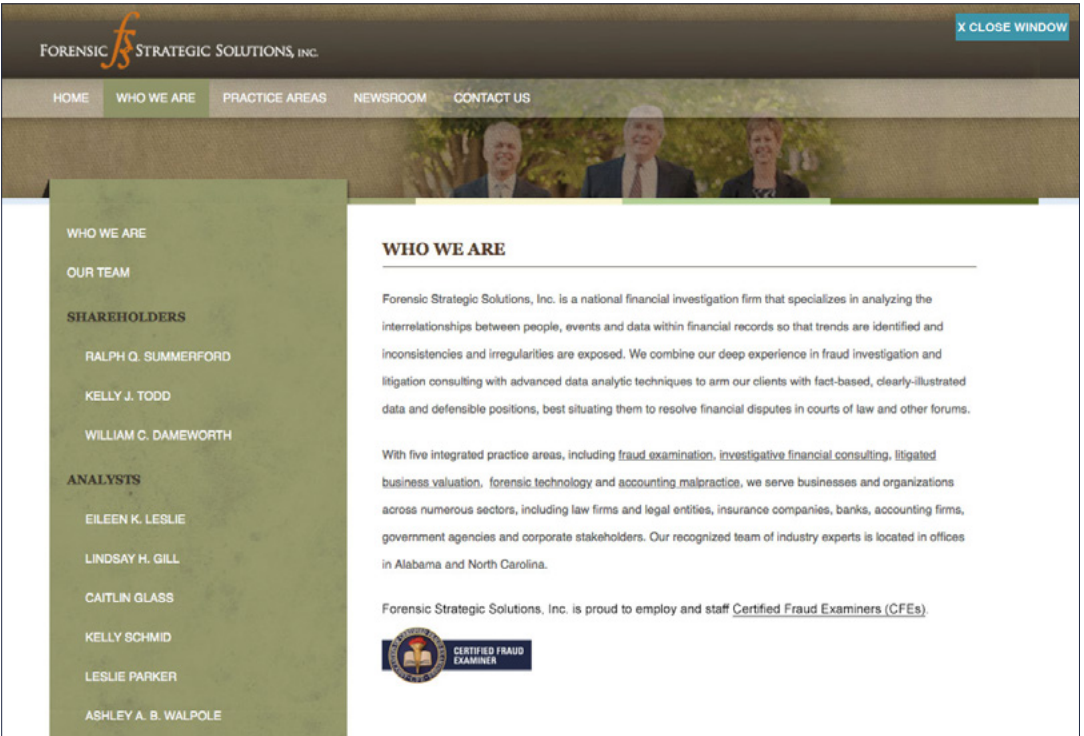 X CLOSE WINDOW
FORENSIC STRATEGIC SOLUTIONS, INC.
HOME WHO WE ARE PRACTICE AREAS NEWSROOM CONTACT US
WHO WE ARE
OUR TEAM
SHAREHOLDERS
RALPH Q. SUMMERFORD
KELLY J. TODD
WILLIAM C. DAMEWORTH
ANALYSTS
EILEEN K. LESLIE
LINDSAY H. GILL
CAITLIN GLASS
KELLY SCHMID
LESLIE PARKER
ASHLEY A. B. WALPOLE
WHO WE ARE
Forensic Strategic Solutions, Inc. is a national financial investigation firm that specializes in analyzing the
interrelationships between people, events and data within financial records so that trends are identified and
inconsistencies and irregularities are exposed. We combine our deep experience in fraud investigation and
litigation consulting with advanced data analytic techniques to arm our clients with fact-based, clearly-illustrated
data and defensible positions, best situating them to resolve financial disputes in courts of law and other forums.
With five integrated practice areas, including fraud examination, investigative financial consulting, litigated
business valuation, forensic technology and accounting malpractice, we serve businesses and organizations
across numerous sectors, including law firms and legal entities, insurance companies, banks, accounting firms,
government agencies and corporate stakeholders. Our recognized team of industry experts is located in offices
in Alabama and North Carolina.
Forensic Strategic Solutions, Inc. is proud to employ and staff Certified Fraud Examiners (CFEs).
CERTIFIED FRAUD
EXAMINER